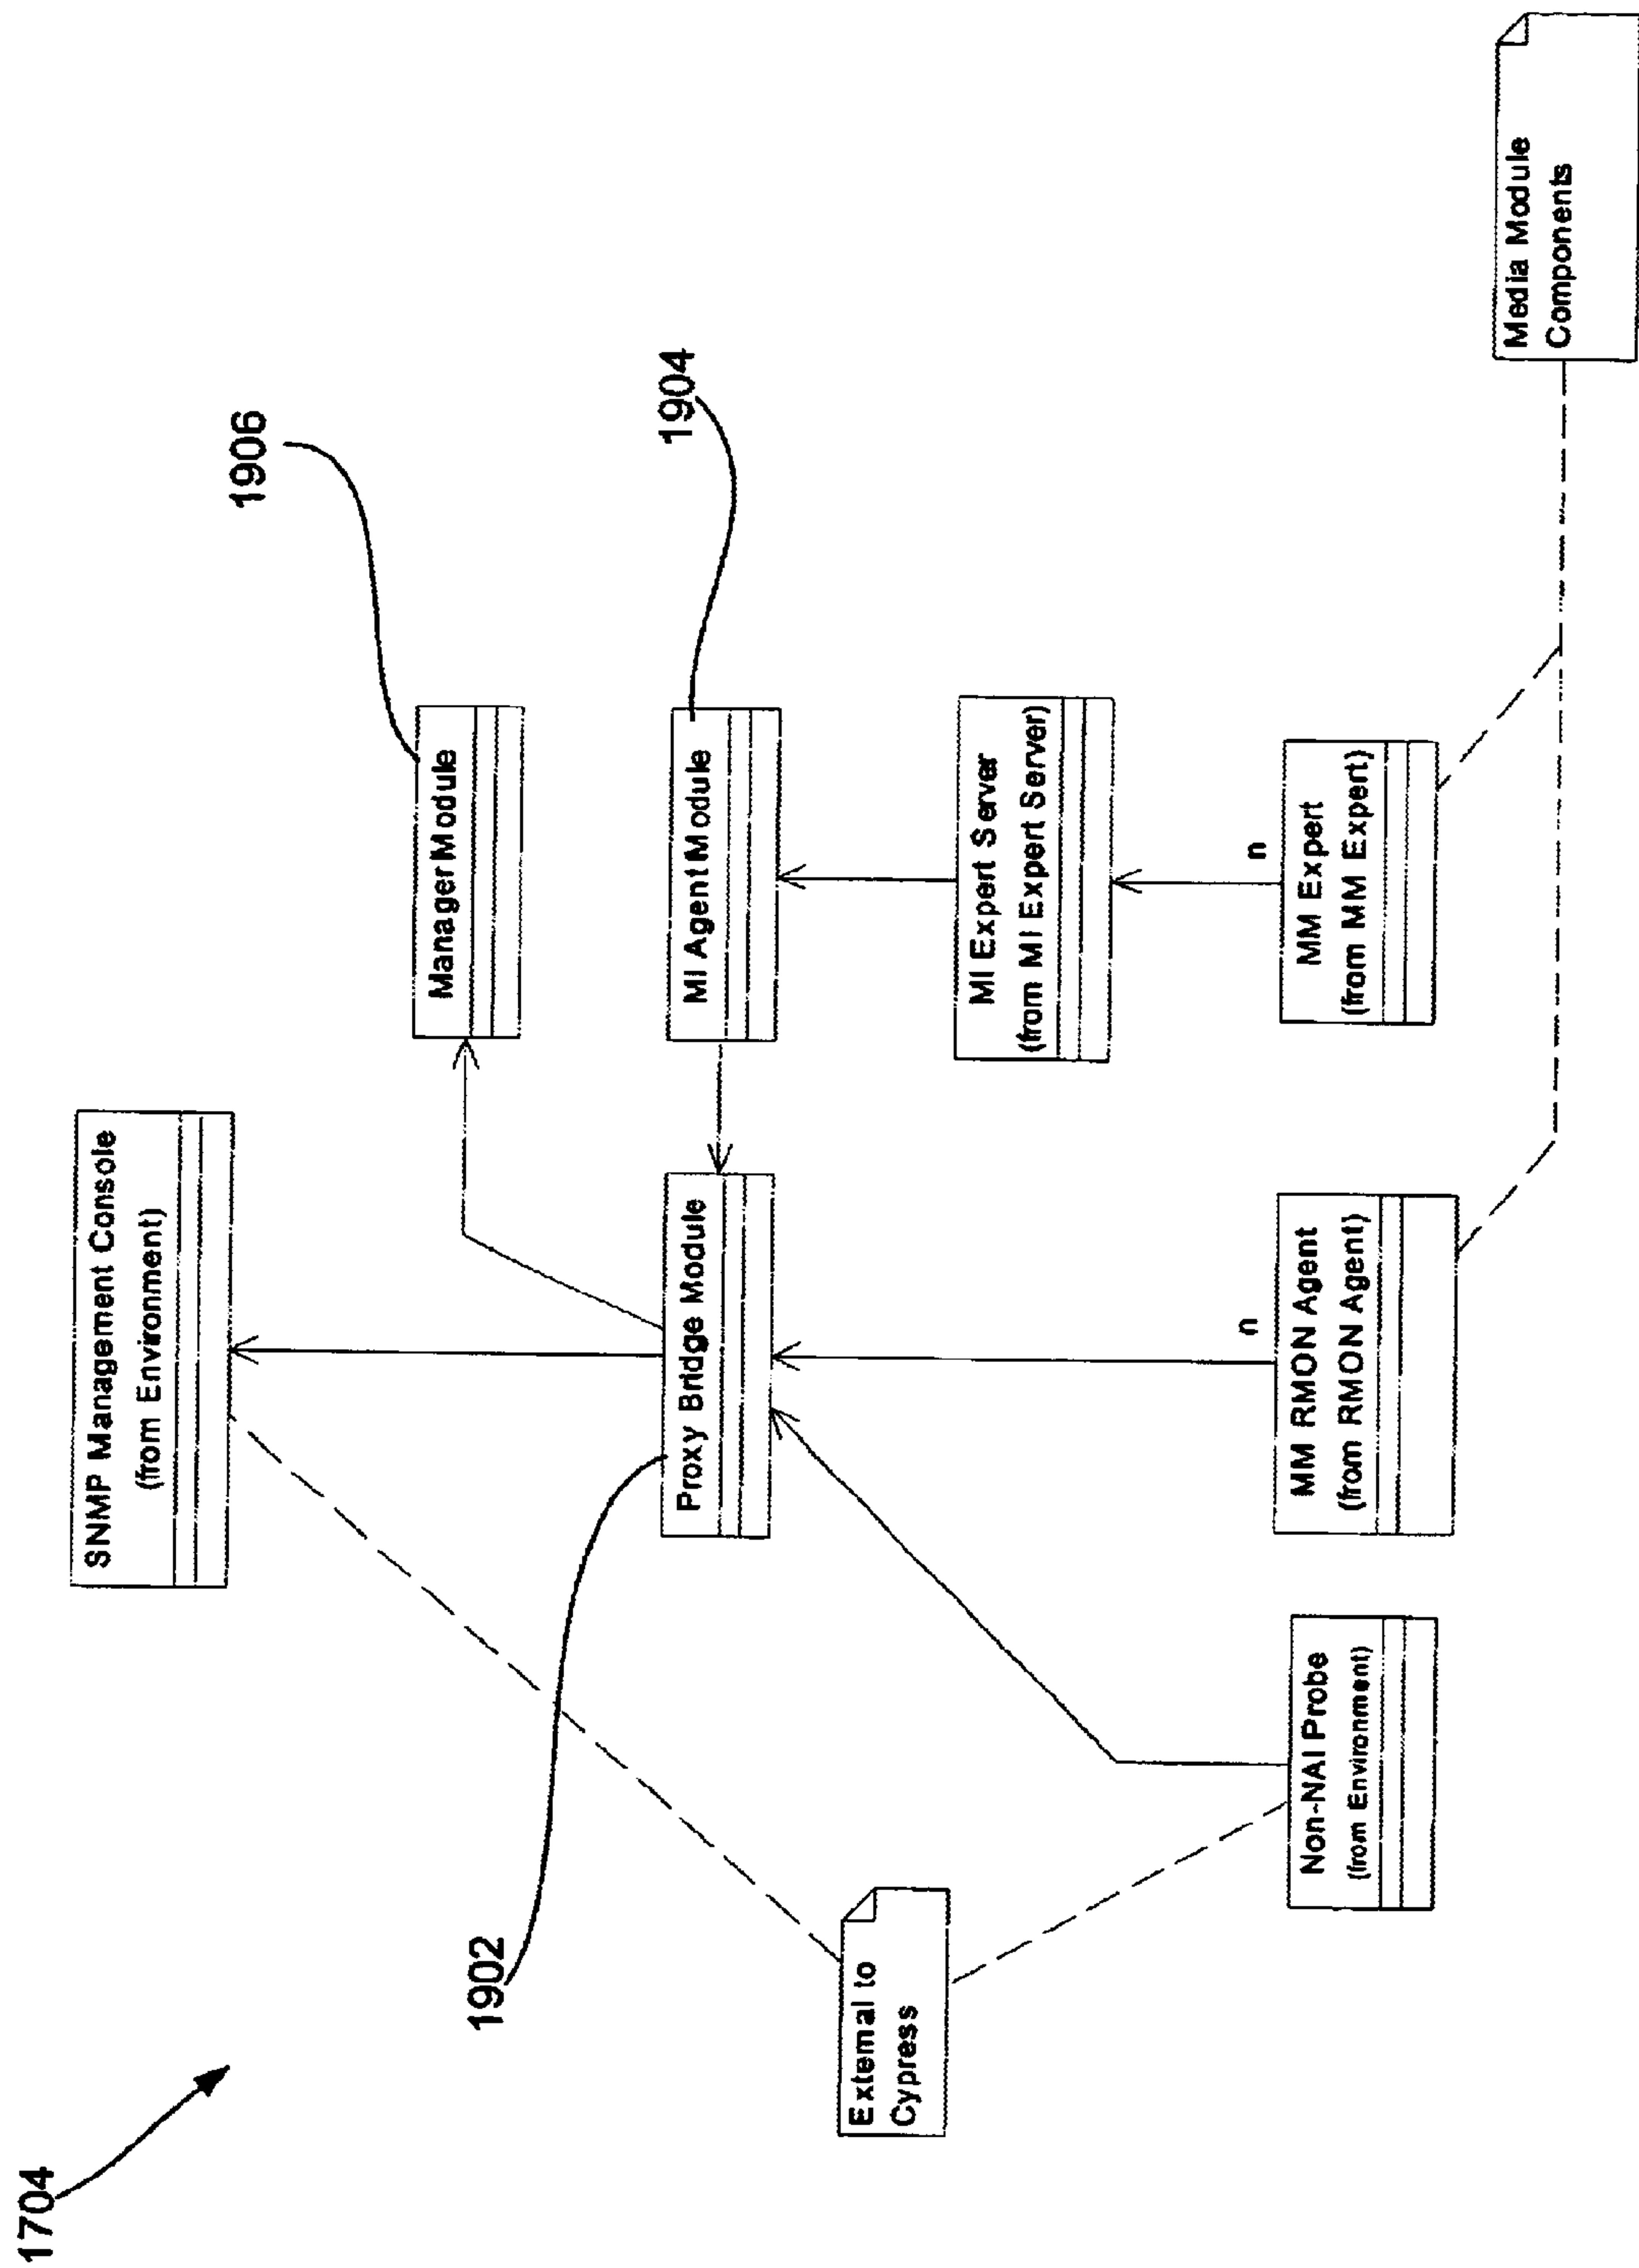 1704
SNMP Management Console
(from Environment)
1906
Manager Module
1902
Proxy Bridge Module
MI Agent Module
1904
External to
Cypress
MI Expert Server
(from MI Expert Server)
n
n
Non-NAI Probe
(from Environment)
MM RMON Agent
(from RMON Agent)
MM Expert
(from MM Expert)
Media Module
Components